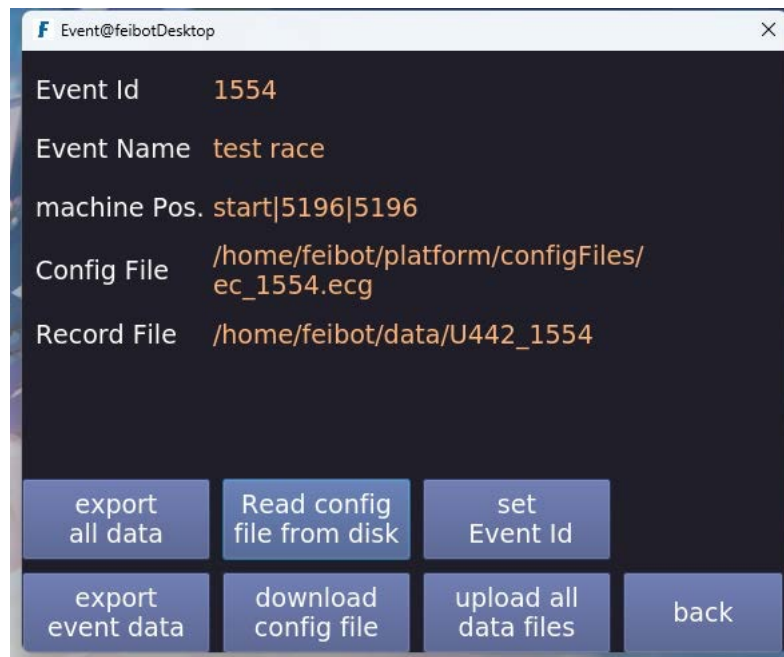 Event@feibotDesktop
Event Id 1554
Event Name test race
machine Pos. start|5196|5196
Config File /home/feibot/platform/configFiles/
ec_1554.ecg
Record File /home/feibot/data/U442_1554
export
all data
Read config
file from disk
set
Event Id
export
event data
download
config file
upload all
data files
back